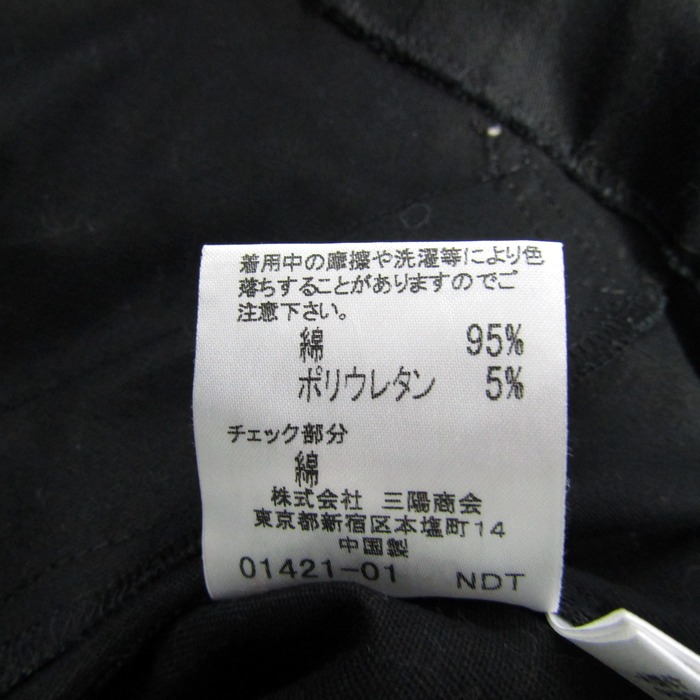 着用中の摩擦や洗濯等により色
落ちすることがありますのでご
注意下さい。
綿 95%
ポリウレタン 5%
チェック部分
綿
株式会社 三陽商会
東京都新宿区本塩町14
中国製
01421-01 NDT